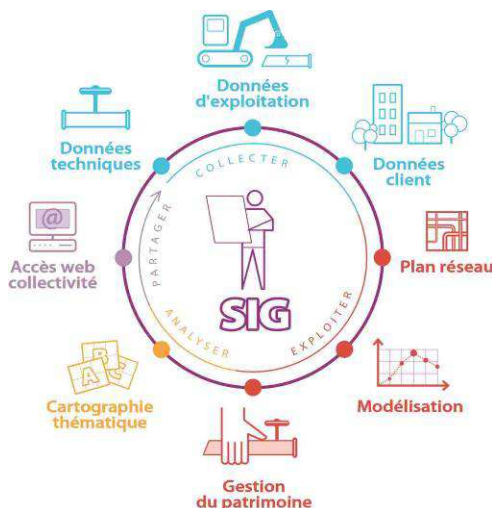 Données
d'exploitation
Données
techniques
Données
client
COLLECTER
PARTAGER
@
Accès web
collectivité
Plan réseau
SIG
ANALYSER
EXPLOITER
A
B
C
Cartographie
thématique
Modélisation
Gestion
du patrimoine